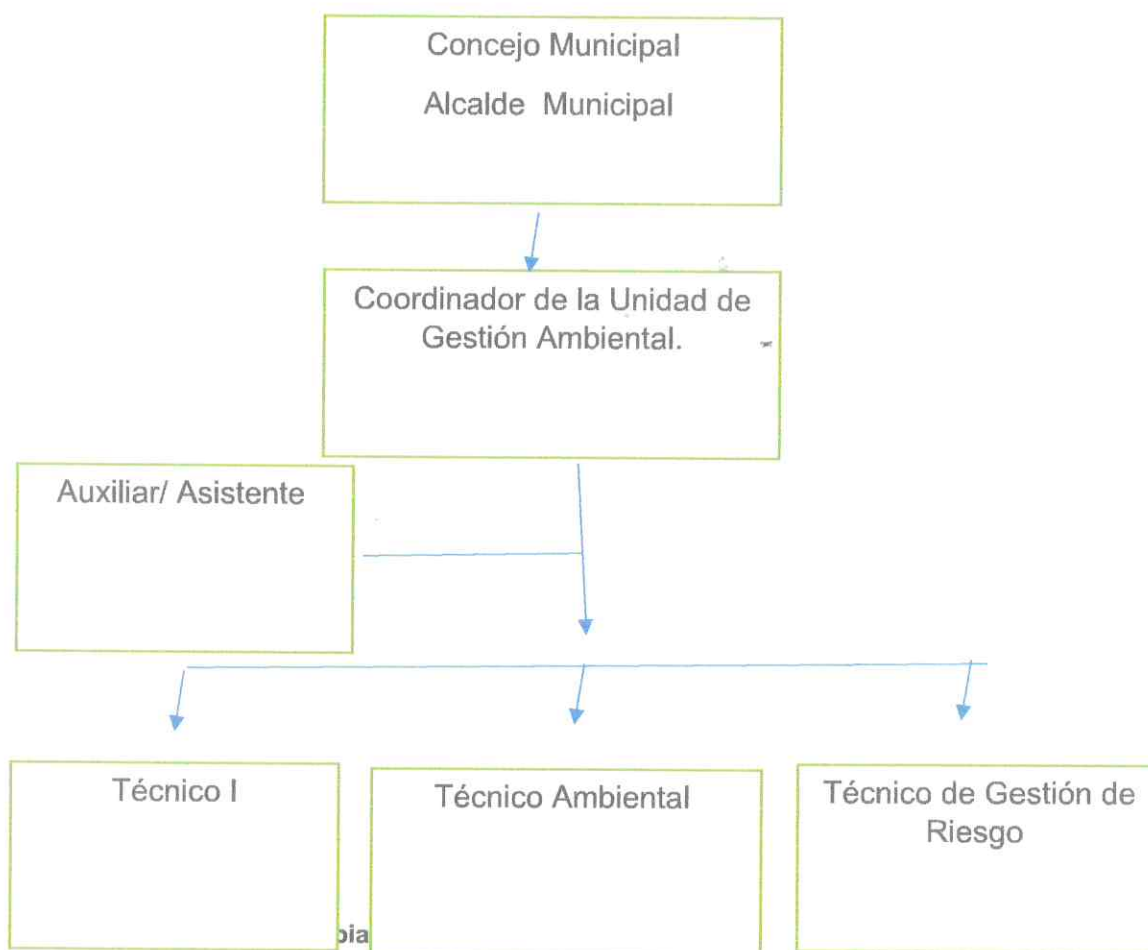 Concejo Municipal
Alcalde Municipal
Coordinador de la Unidad de
Gestión Ambiental.
Auxiliar/ Asistente
Técnico I
Técnico Ambiental
Técnico de Gestión de
Riesgo